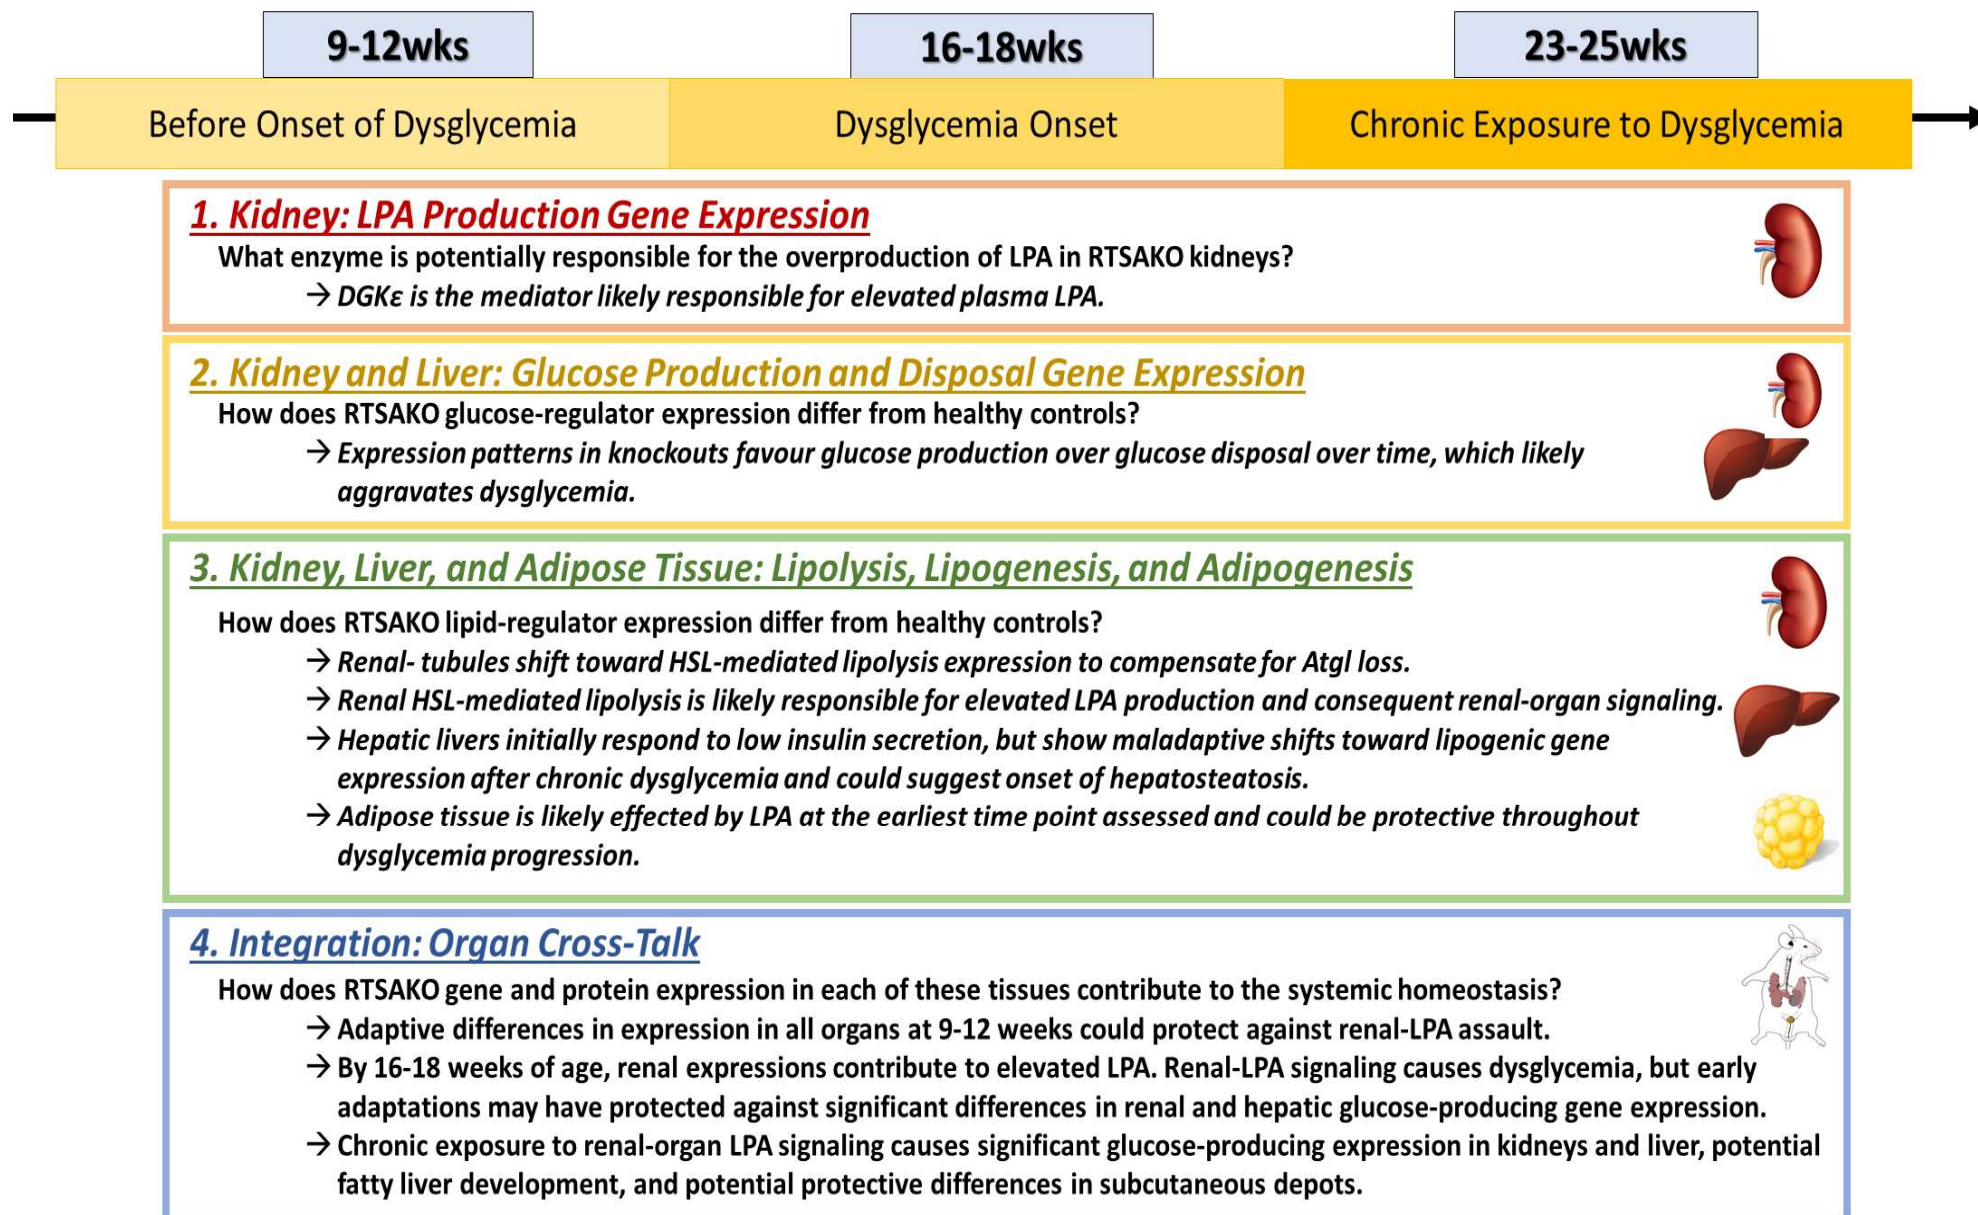 9-12wks
16-18wks
23-25wks
Before Onset of Dysglycemia
Dysglycemia Onset
Chronic Exposure to Dysglycemia
1. Kidney: LPA Production Gene Expression
What enzyme is potentially responsible for the overproduction of LPA in RTSAKO kidneys?
→ DGKε is the mediator likely responsible for elevated plasma LPA.
2. Kidney and Liver: Glucose Production and Disposal Gene Expression
How does RTSAKO glucose-regulator expression differ from healthy controls?
→ Expression patterns in knockouts favour glucose production over glucose disposal over time, which likely
aggravates dysglycemia.
3. Kidney, Liver, and Adipose Tissue: Lipolysis, Lipogenesis, and Adipogenesis
How does RTSAKO lipid-regulator expression differ from healthy controls?
→ Renal- tubules shift toward HSL-mediated lipolysis expression to compensate for Atgl loss.
→ Renal HSL-mediated lipolysis is likely responsible for elevated LPA production and consequent renal-organ signaling.
→ Hepatic livers initially respond to low insulin secretion, but show maladaptive shifts toward lipogenic gene
expression after chronic dysglycemia and could suggest onset of hepatosteatosis.
→ Adipose tissue is likely effected by LPA at the earliest time point assessed and could be protective throughout
dysglycemia progression.
4. Integration: Organ Cross-Talk
How does RTSAKO gene and protein expression in each of these tissues contribute to the systemic homeostasis?
→ Adaptive differences in expression in all organs at 9-12 weeks could protect against renal-LPA assault.
→ By 16-18 weeks of age, renal expressions contribute to elevated LPA. Renal-LPA signaling causes dysglycemia, but early
adaptations may have protected against significant differences in renal and hepatic glucose-producing gene expression.
→ Chronic exposure to renal-organ LPA signaling causes significant glucose-producing expression in kidneys and liver, potential
fatty liver development, and potential protective differences in subcutaneous depots.